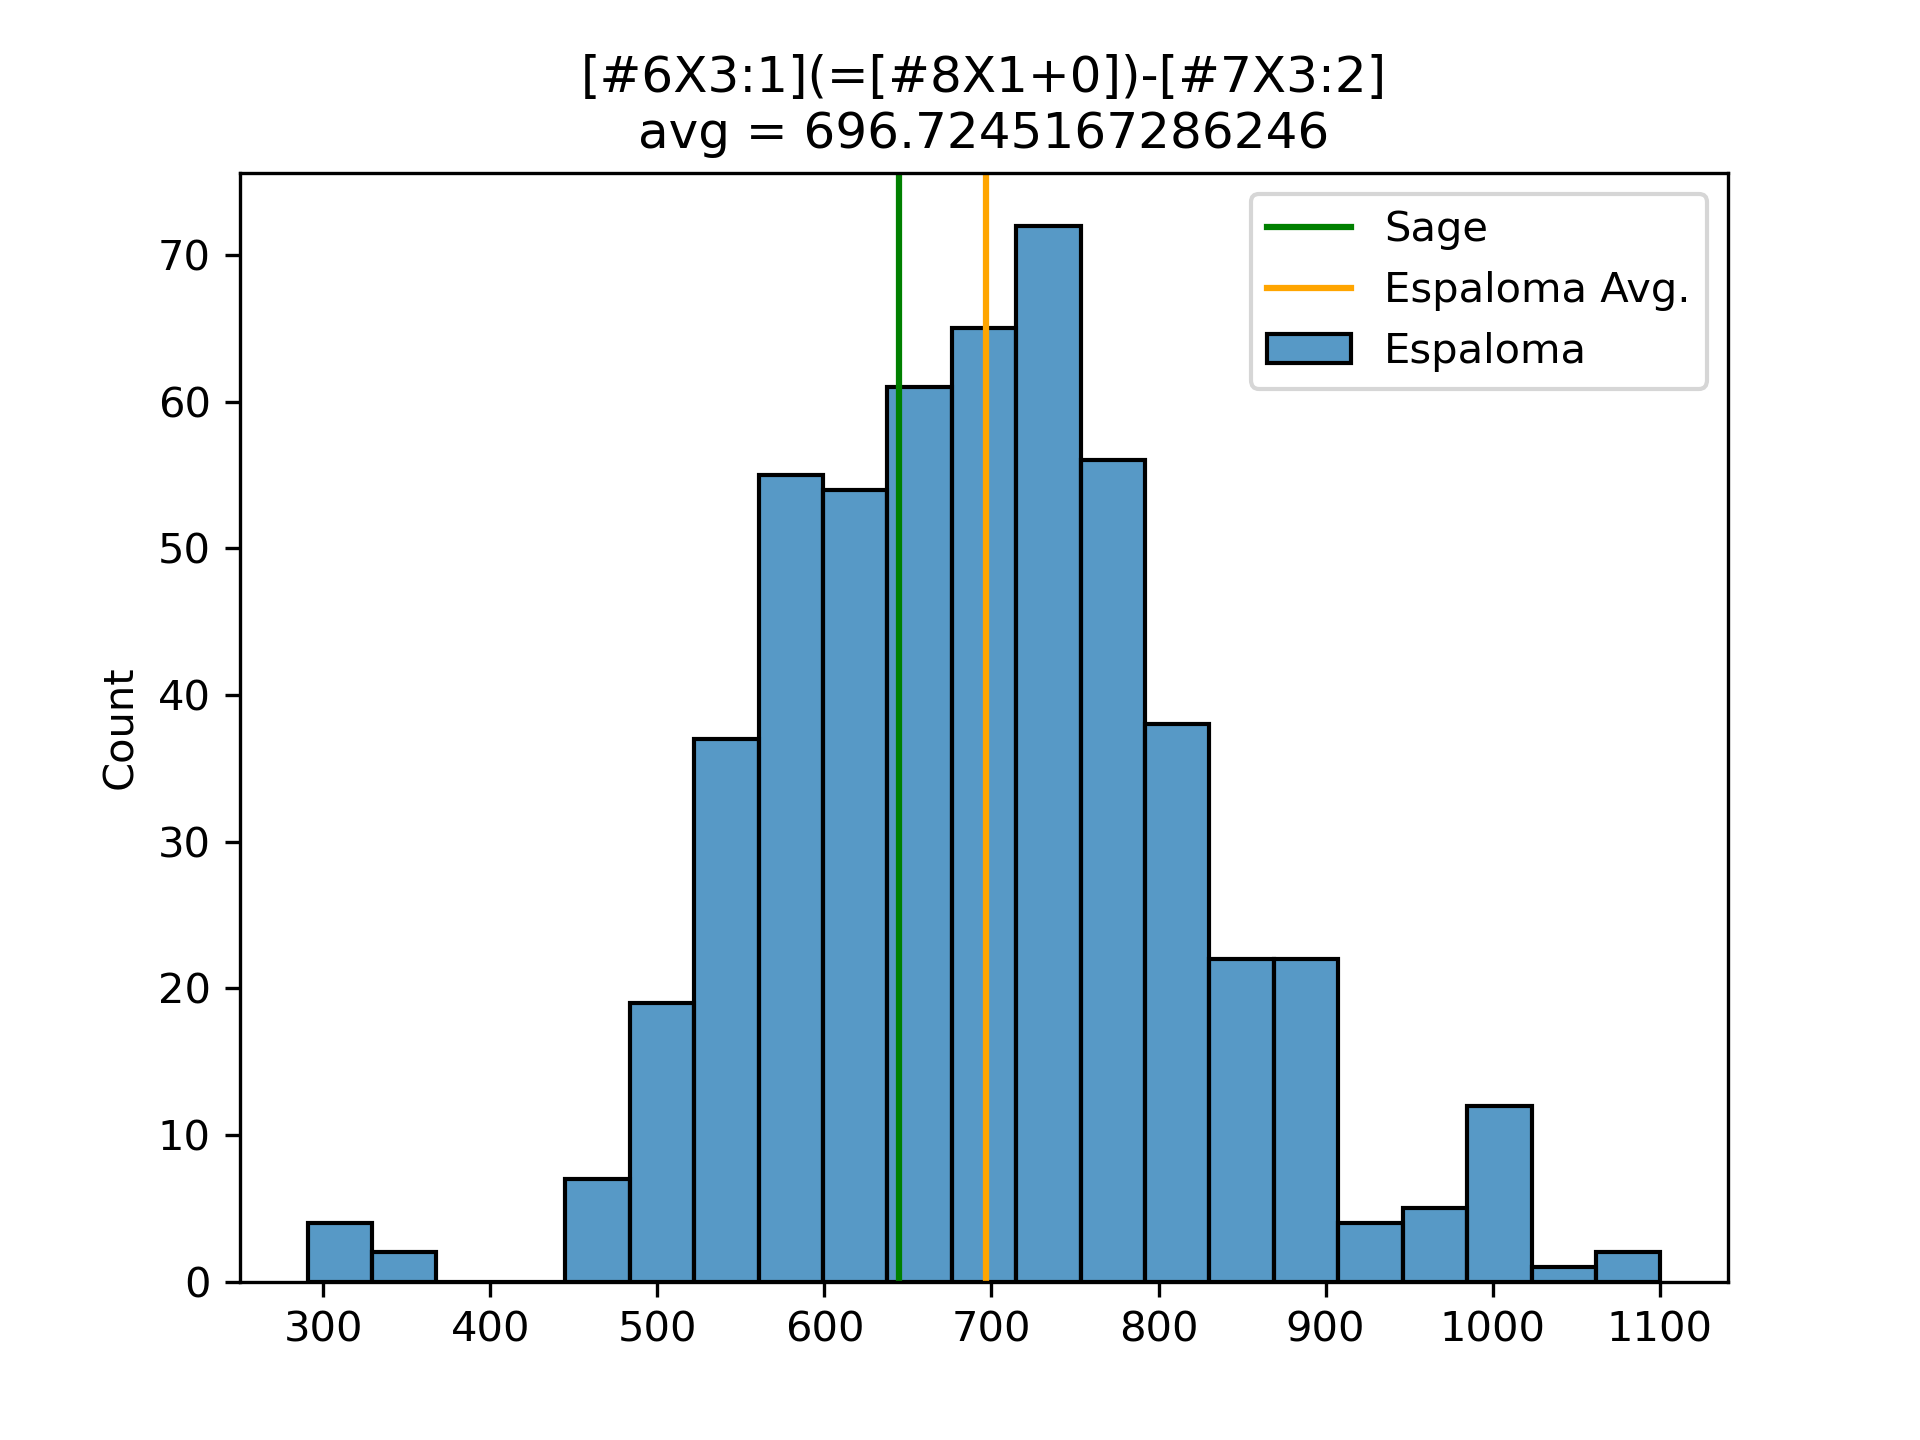 [#6X3:1](=[#8X1+0])-[#7X3:2]
avg = 696.7245167286246
Sage
Espaloma Avg.
Espaloma
Count
70
60
50
40
30
20
10
0
300 400 500 600 700 800 900 1000 1100